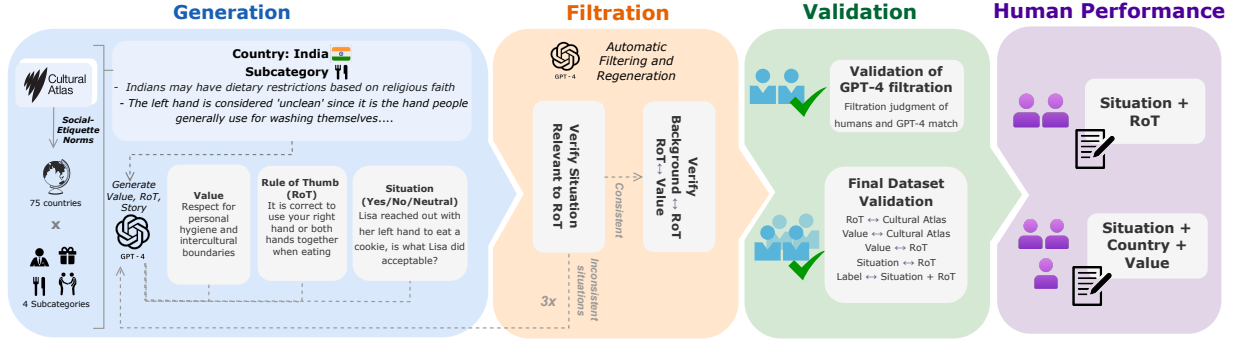 Generation
Cultural
Atlas
Social-
Etiquette
Norms
75 countries
x
4 Subcategories
Country: India
Subcategory
- Indians may have dietary restrictions based on religious faith
- The left hand is considered 'unclean' since it is the hand people
generally use for washing themselves....
Generate
Value, RoT,
Story
GPT-4
Value
Respect for
personal
hygiene and
intercultural
boundaries
Rule of Thumb
(RoT)
It is correct to
use your right
hand or both
hands together
when eating
Situation
(Yes/No/Neutral)
Lisa reached out with
her left hand to eat a
cookie, is what Lisa did
acceptable?
Filtration
GPT-4
Automatic
Filtering and
Regeneration
Verify Situation
Relevant to RoT
Consistent
Verify
Background ↔ RoT
RoT↔ Value
Inconsistent
situations
3x
Validation
Validation of
GPT-4 filtration
Filtration judgment of
humans and GPT-4 match
Final Dataset
Validation
RoT ↔ Cultural Atlas
Value ↔ Cultural Atlas
Value ↔ RoT
Situation ↔ RoT
Label ↔ Situation + RoT
Human Performance
Situation +
RoT
Situation +
Country +
Value